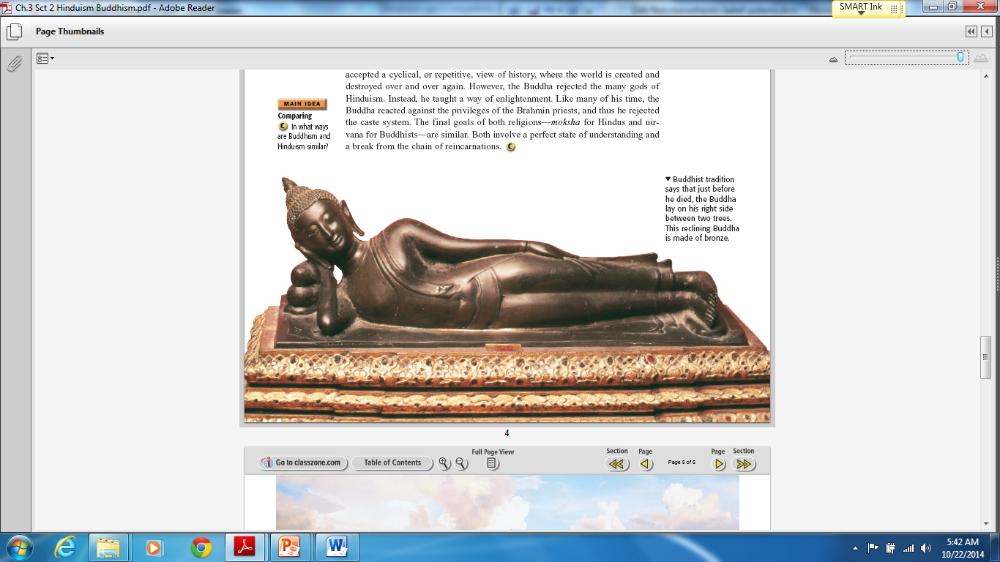 Ch.3 Sct 2 Hinduism Buddhism.pdf - Adobe Reader
SMART Ink
Page Thumbnails
accepted a cyclical, or repetitive, view of history, where the world is created and
destroyed over and over again. However, the Buddha rejected the many gods of
Hinduism. Instead, he taught a way of enlightenment. Like many of his time, the
Buddha reacted against the privileges of the Brahmin priests, and thus he rejected
the caste system. The final goals of both religions—moksha for Hindus and nir-
vana for Buddhists—are similar. Both involve a perfect state of understanding and
a break from the chain of reincarnations. C
MAIN IDEA
Comparing
C In what ways
are Buddhism and
Hinduism similar?
▼ Buddhist tradition
says that just before
he died, the Buddha
lay on his right side
between two trees.
This reclining Buddha
is made of bronze.
4
Go to classzone.com
Table of Contents
Full Page View
Section
Page
Page 5 of 6
Page
Section
5:42 AM
10/22/2014